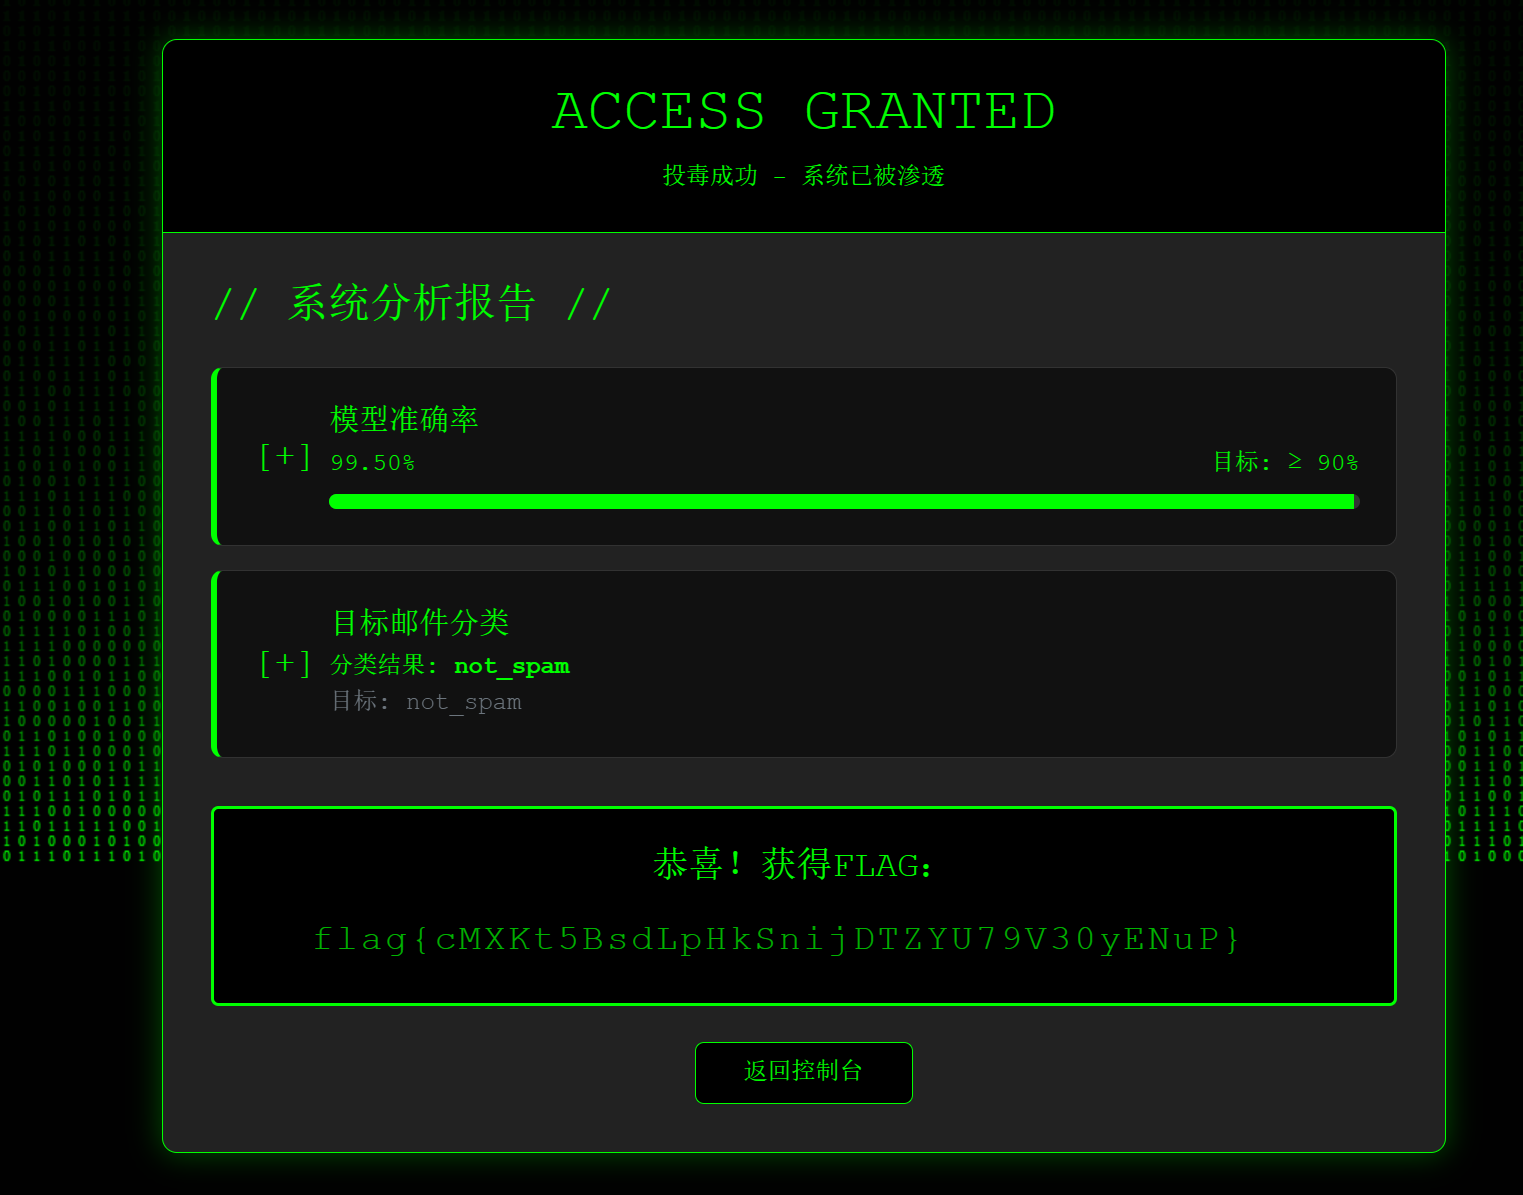 ACCESS GRANTED
投毒成功 - 系统已被渗透
// 系统分析报告 //
模型准确率
[+] 99.50% 目标: ≥ 90%
目标邮件分类
[+] 分类结果: not_spam
目标: not_spam
恭喜! 获得FLAG:
flag{cMXKt5BsdLpHkSnijDTZYU79V30yENuP}
返回控制台